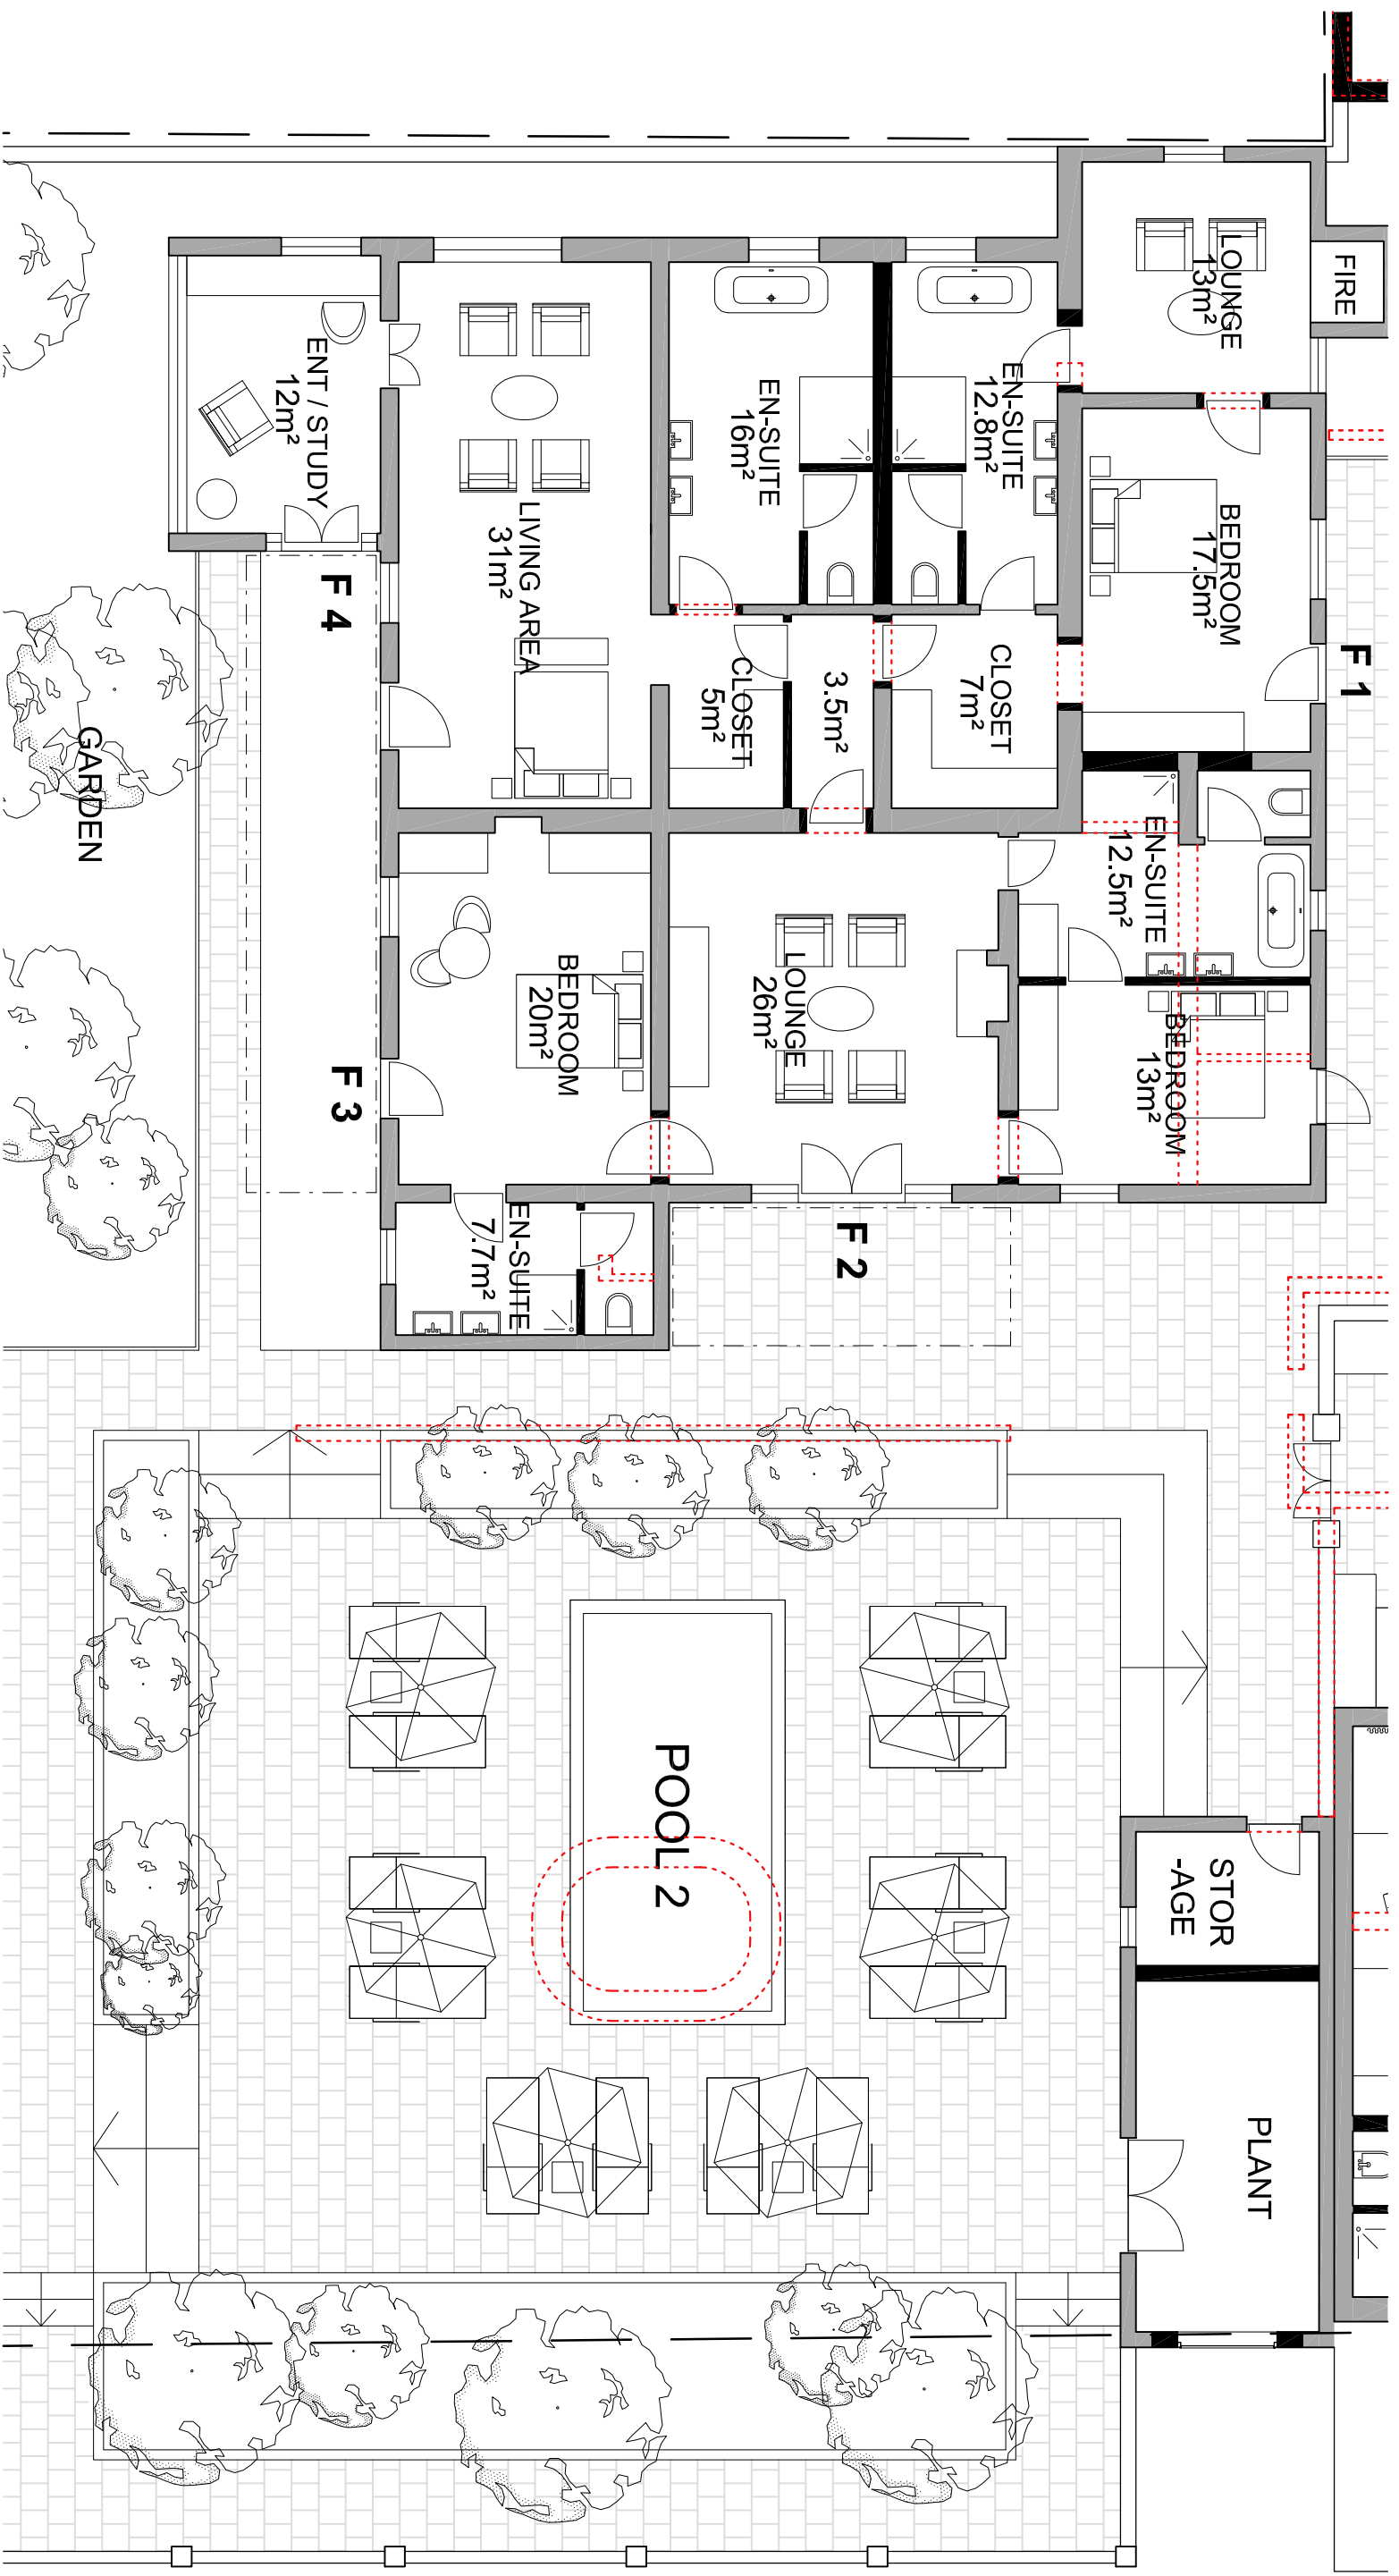 FIRE
LOUNGE
13m²
EN-SUITE
12.8m²
EN-SUITE
16m²
ENT / STUDY
12m²
BEDROOM
17.5m²
LIVING AREA
31m²
F 4
F 1
CLOSET
7m²
3.5m²
CLOSET
5m²
GARDEN
EN-SUITE
12.5m²
BEDROOM
13m²
LOUNGE
26m²
BEDROOM
20m²
F 3
F 2
EN-SUITE
7.7m²
POOL 2
STOR
-AGE
PLANT